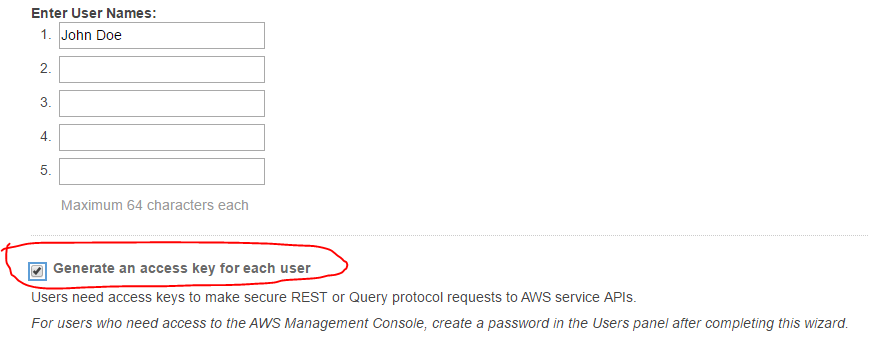 Enter User Names:
1. John Doe
2.
3.
4.
5.
Maximum 64 characters each
Generate an access key for each user
Users need access keys to make secure REST or Query protocol requests to AWS service APIs.
For users who need access to the AWS Management Console, create a password in the Users panel after completing this wizard.